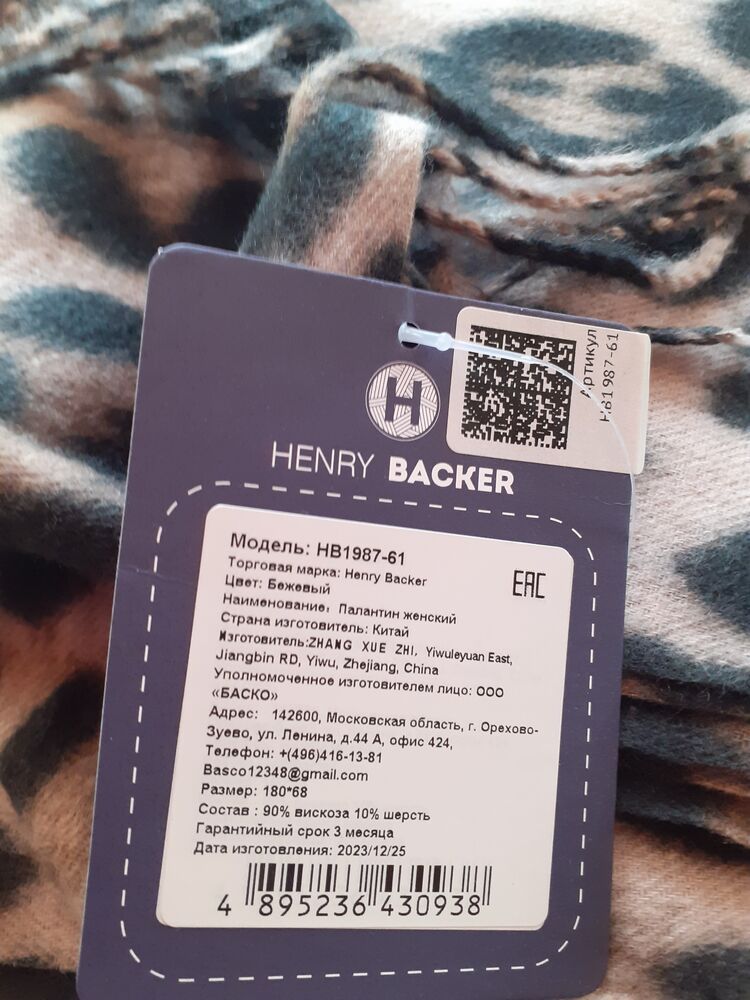 Артикул
HB1987-61
H
HENRY BACKER
Модель: HB1987-61
Торговая марка: Henry Backer
Цвет: Бежевый
EAC
Наименование: Палантин женский
Страна изготовитель: Китай
Изготовитель:ZHANG XUE ZHI, Yiwuleyuan East,
Jiangbin RD, Yiwu, Zhejiang, China
Уполномоченное изготовителем лицо: ООО
«БАСКО»
Адрес: 142600, Московская область, г. Орехово-
Зуево, ул. Ленина, д.44 А, офис 424,
Телефон: +(496)416-13-81
Basco12348@gmail.com
Размер: 180*68
Состав : 90% вискоза 10% шерсть
Гарантийный срок 3 месяца
Дата изготовления: 2023/12/25
4 895236 430938